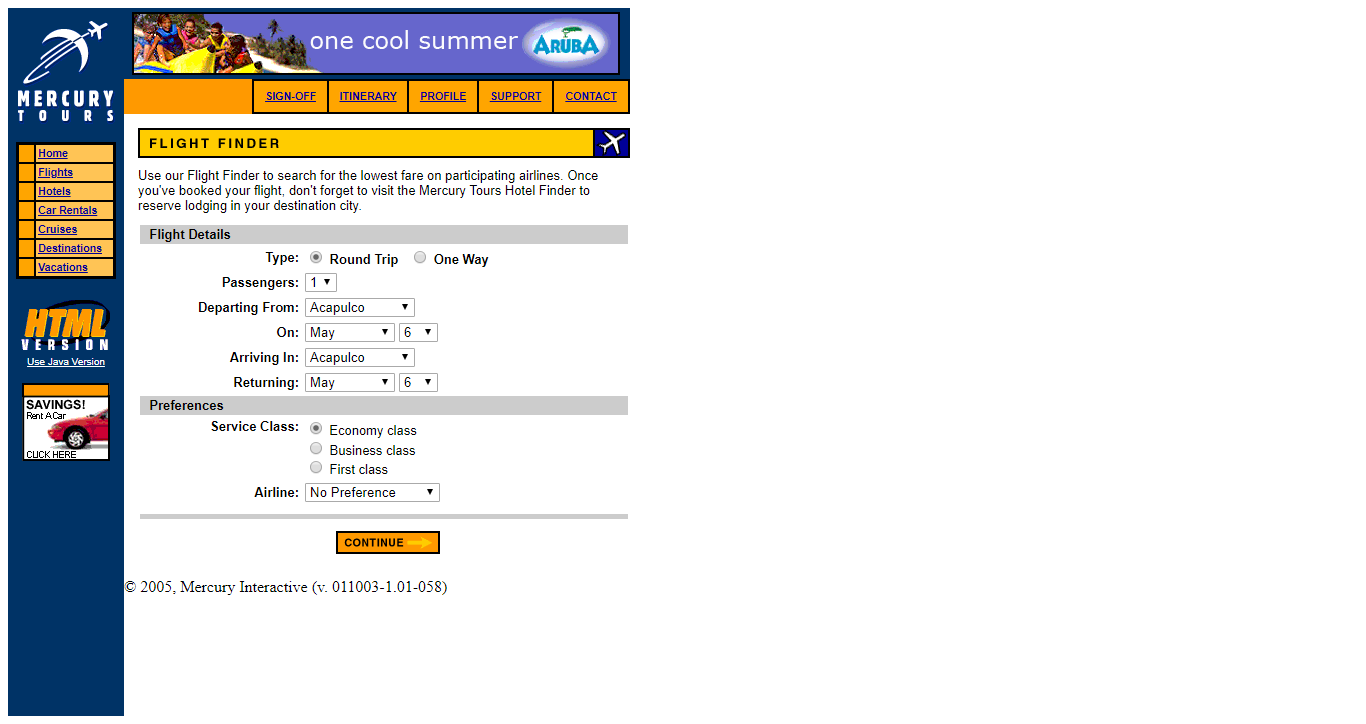 MERCURY
TOURS
one cool summer
ARUBA
SIGN-OFF
ITINERARY
PROFILE
SUPPORT
CONTACT
Home
Flights
Hotels
Car Rentals
Cruises
Destinations
Vacations
HTML
VERSION
Use Java Version
SAVINGS!
Rent A Car
CLICK HERE
FLIGHT FINDER
Use our Flight Finder to search for the lowest fare on participating airlines. Once
you've booked your flight, don't forget to visit the Mercury Tours Hotel Finder to
reserve lodging in your destination city.
Flight Details
Type: Round Trip One Way
Passengers: 1
Departing From: Acapulco
On: May 6
Arriving In: Acapulco
Returning: May 6
Preferences
Service Class: Economy class
Business class
First class
Airline: No Preference
CONTINUE
© 2005, Mercury Interactive (v. 011003-1.01-058)